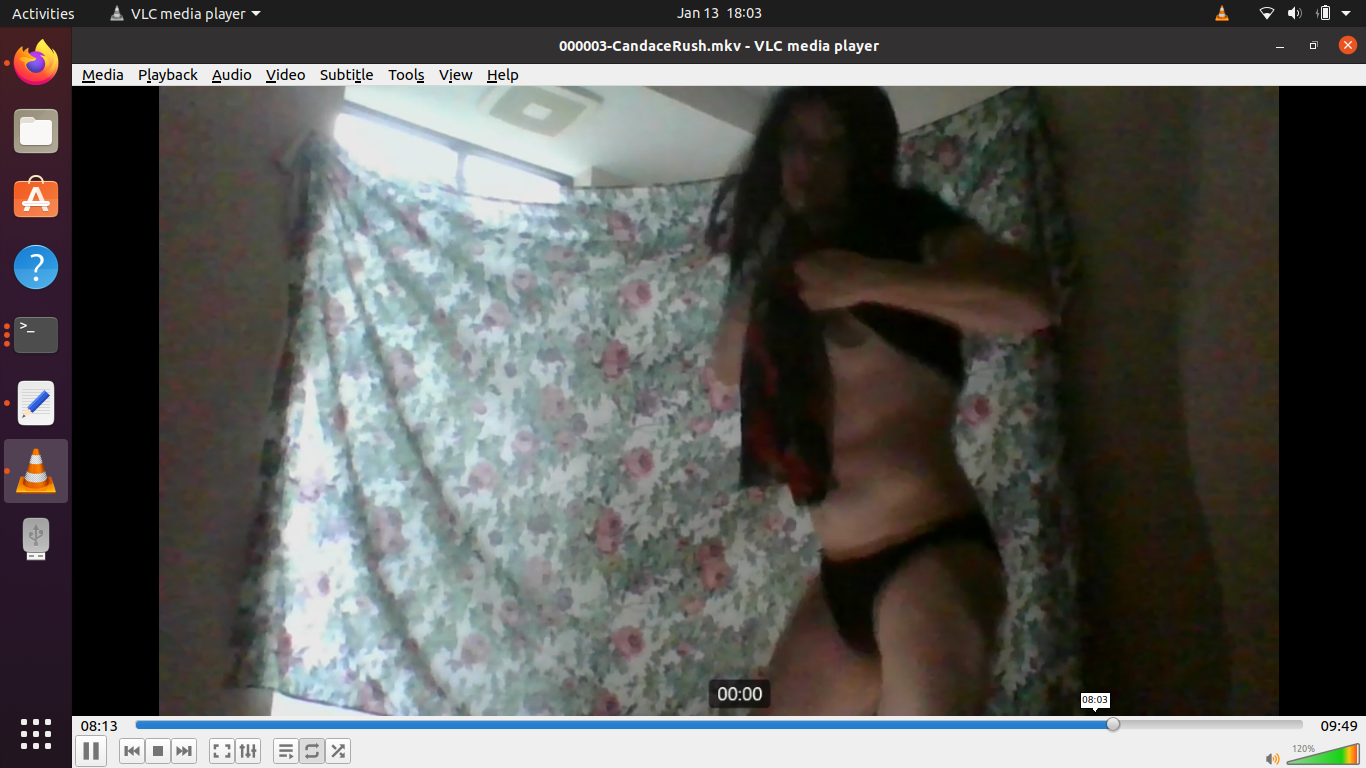 Activities
VLC media player
Jan 13 18:03
000003-CandaceRush.mkv - VLC media player
Media Playback Audio Video Subtitle Tools View Help
>_
?
00:00
08:03
08:13
09:49
120%